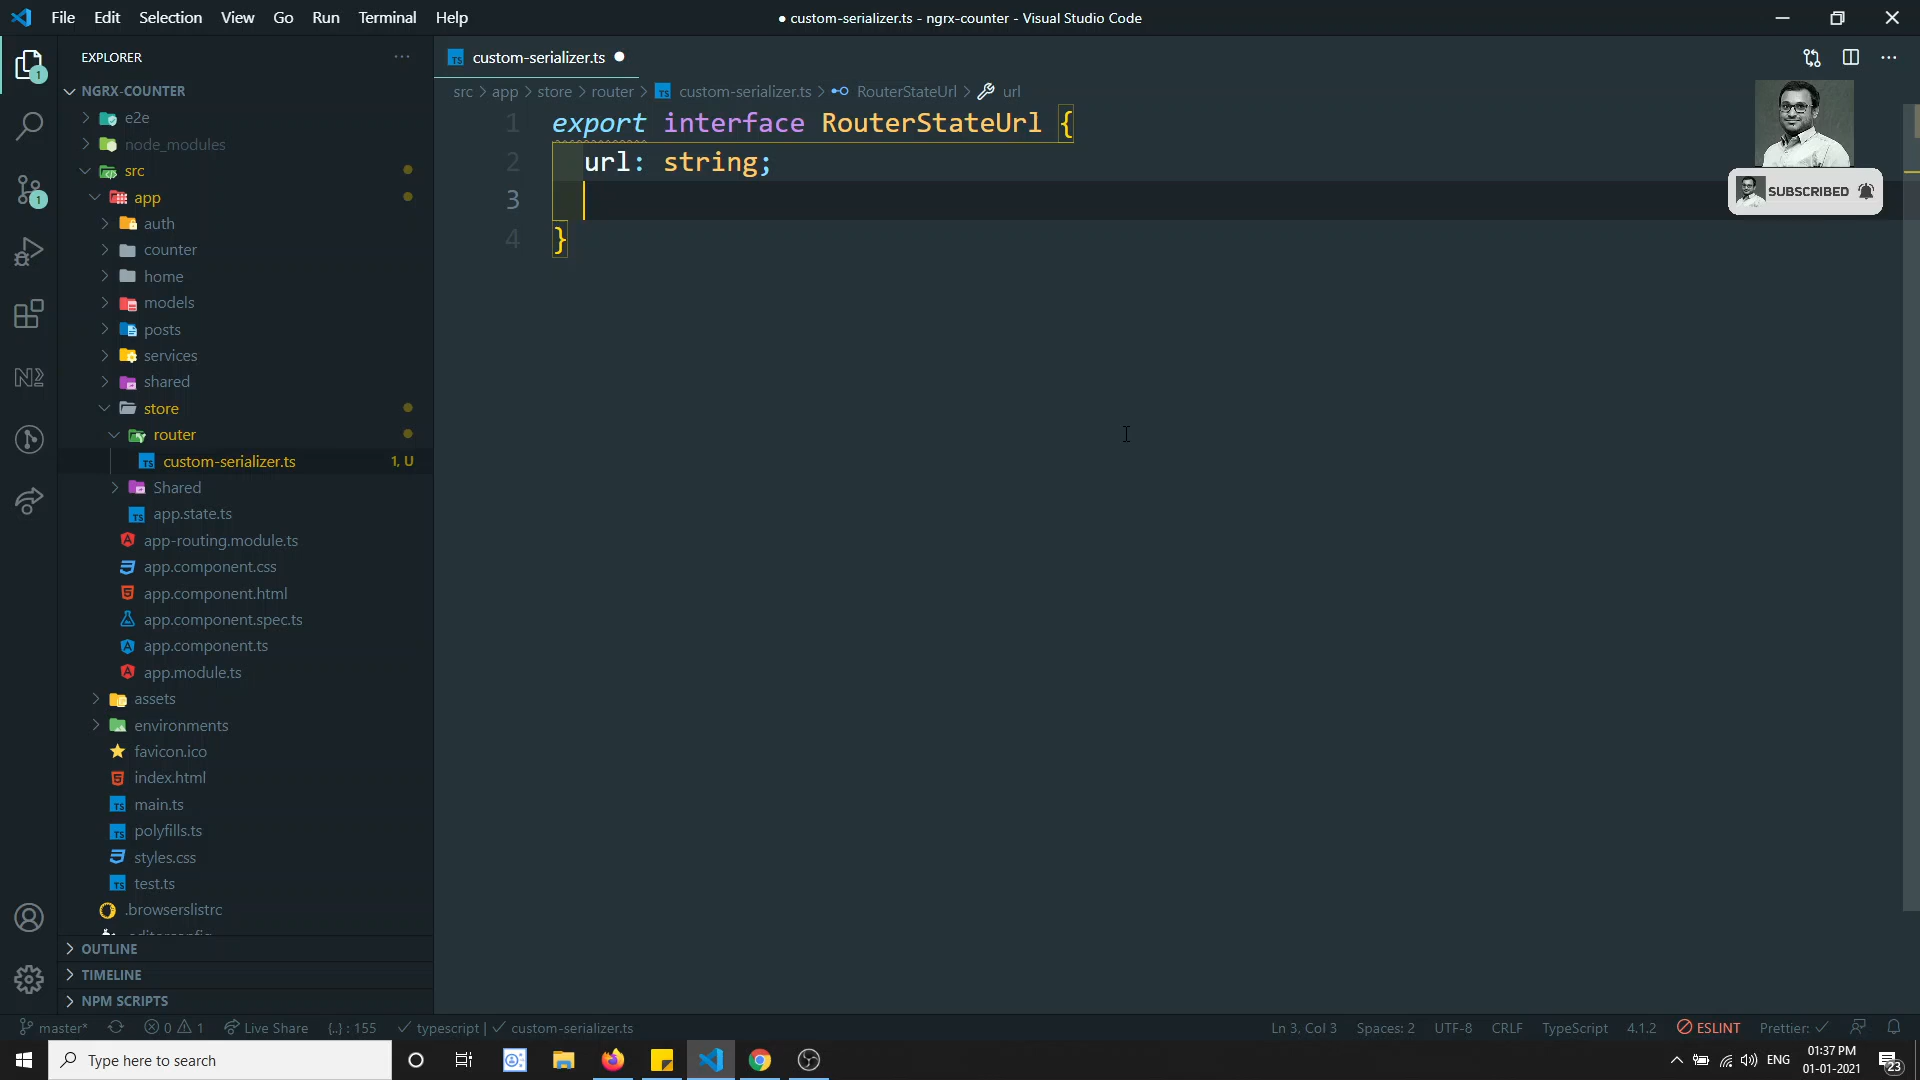 File Edit Selection View Go Run Terminal Help
● custom-serializer.ts - ngrx-counter - Visual Studio Code
EXPLORER
NGRX-COUNTER
e2e
node_modules
src
app
auth
counter
home
models
posts
services
shared
store
router
custom-serializer.ts 1, U
Shared
app.state.ts
app-routing.module.ts
app.component.css
app.component.html
app.component.spec.ts
app.component.ts
app.module.ts
assets
environments
favicon.ico
index.html
main.ts
polyfills.ts
styles.css
test.ts
.browserslistrc
.editorconfig
OUTLINE
TIMELINE
NPM SCRIPTS
custom-serializer.ts
src > app > store > router > custom-serializer.ts > RouterStateUrl > url
1 export interface RouterStateUrl {
2 url: string;
3
4 }
SUBSCRIBED
master* 0 1 Live Share {..} : 155 typescript | custom-serializer.ts
Ln 3, Col 3 Spaces: 2 UTF-8 CRLF TypeScript 4.1.2 ESLINT Prettier:
Type here to search
ENG
01:37 PM
01-01-2021
23